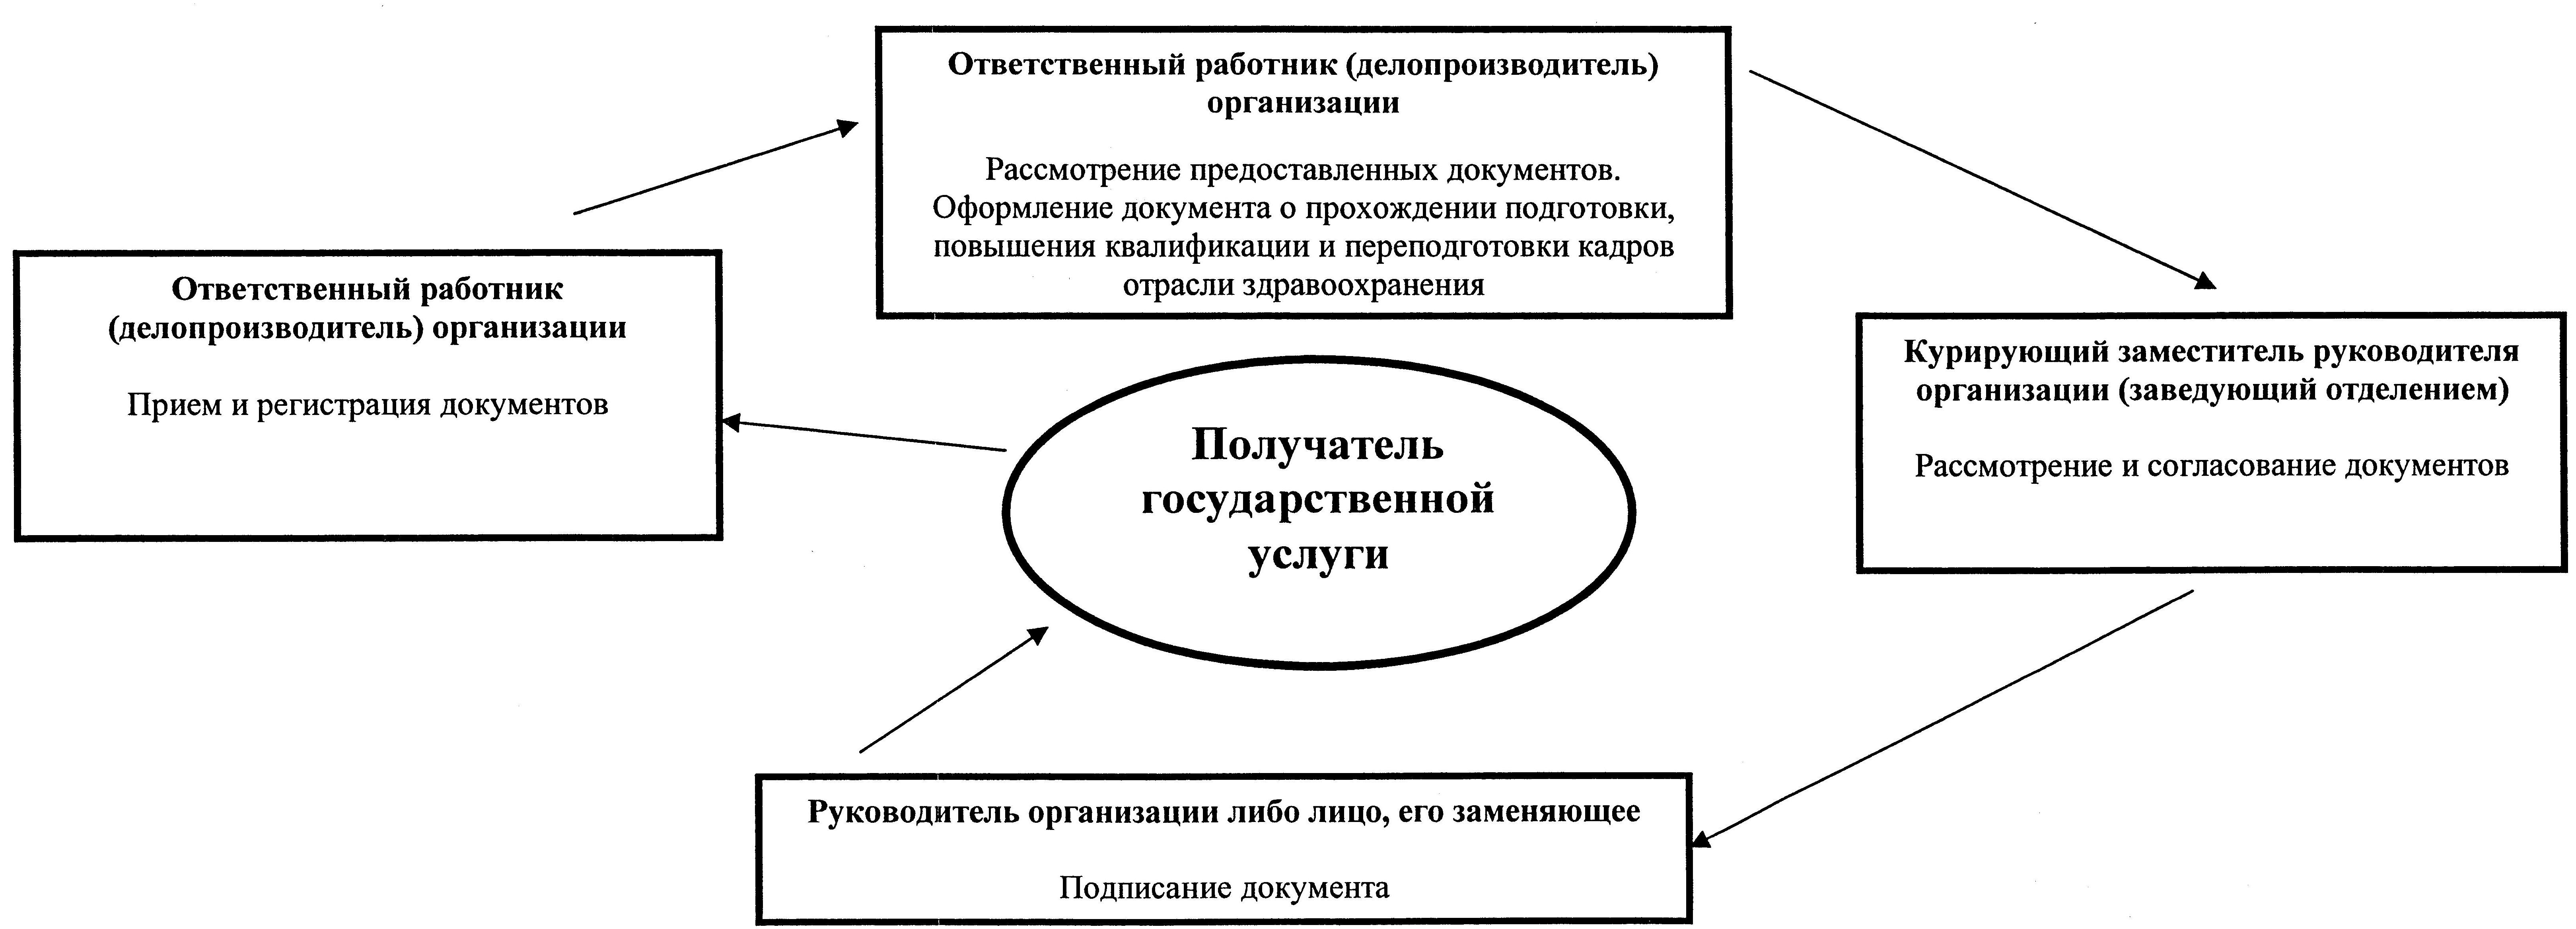 Ответственный работник (делопроизводитель)
организации
Рассмотрение предоставленных документов.
Оформление документа о прохождении подготовки,
повышения квалификации и переподготовки кадров
отрасли здравоохранения
Ответственный работник
(делопроизводитель) организации
Прием и регистрация документов
Курирующий заместитель руководителя
организации (заведующий отделением)
Рассмотрение и согласование документов
Получатель
государственной
услуги
Руководитель организации либо лицо, его заменяющее
Подписание документа